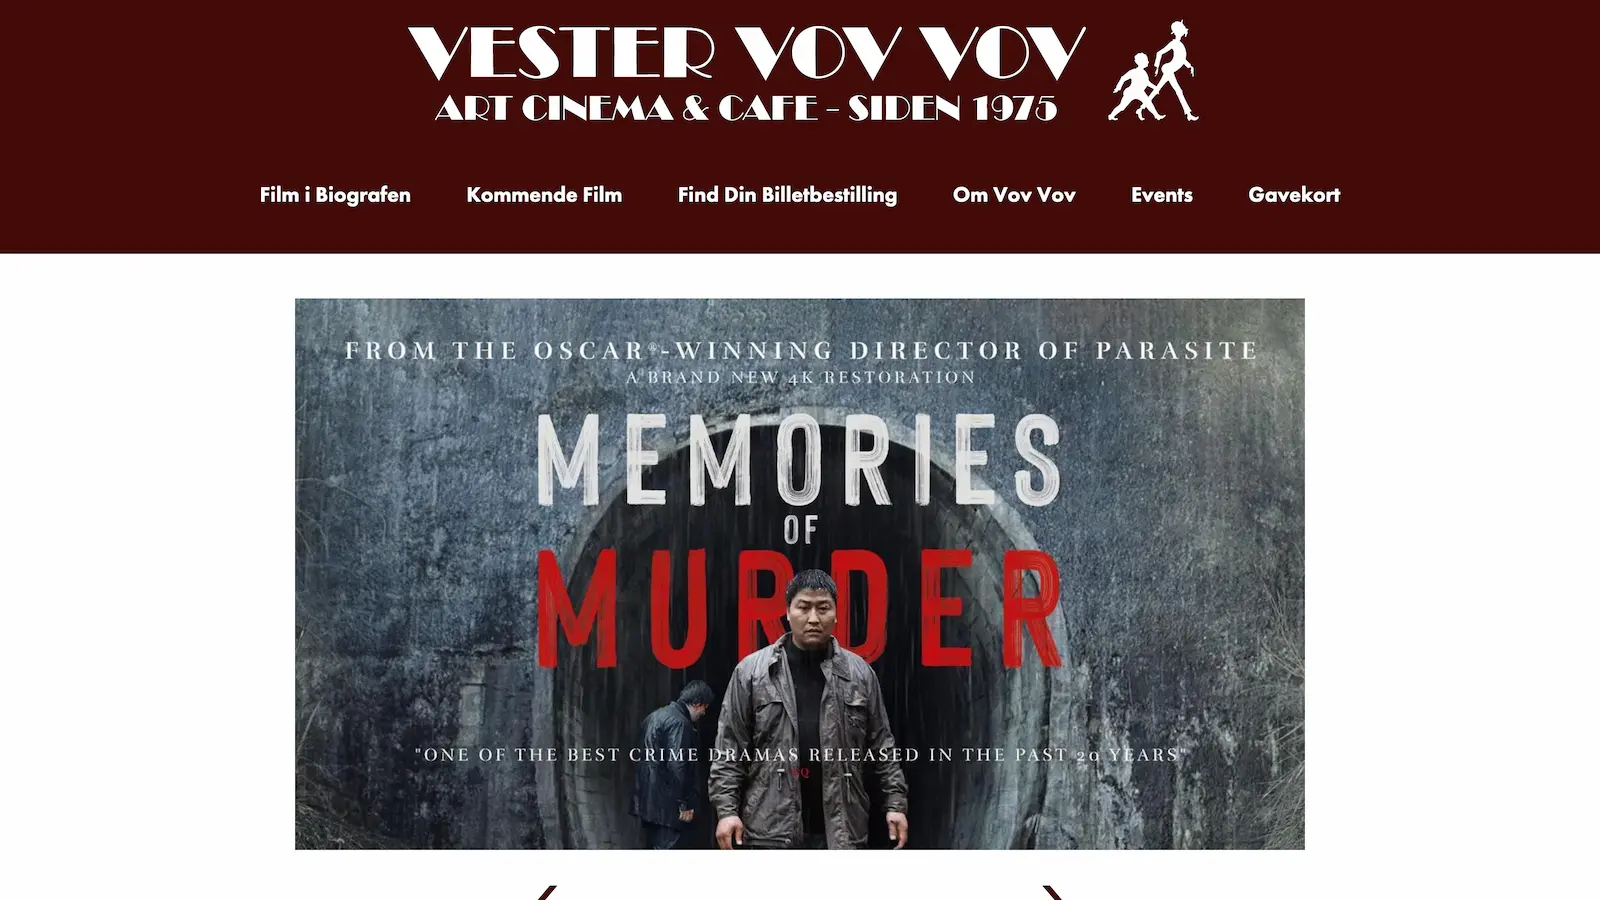 VESTER VOV VOV
ART CINEMA & CAFE – SIDEN 1975
Film i Biografen Kommende Film Find Din Billetbestilling Om Vov Vov Events Gavekort
FROM THE OSCAR®-WINNING DIRECTOR OF PARASITE
A BRAND NEW 4K RESTORATION
MEMORIES
OF
MURDER
"ONE OF THE BEST CRIME DRAMAS RELEASED IN THE PAST 20 YEARS"